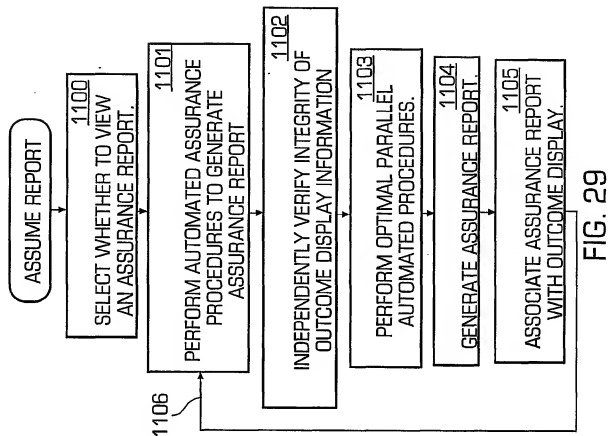 ASSUME REPORT
1100
SELECT WHETHER TO VIEW
AN ASSURANCE REPORT.
1101
PERFORM AUTOMATED ASSURANCE
PROCEDURES TO GENERATE
ASSURANCE REPORT
1102
INDEPENDENTLY VERIFY INTEGRITY OF
OUTCOME DISPLAY INFORMATION
1103
PERFORM OPTIMAL PARALLEL
AUTOMATED PROCEDURES.
1104
GENERATE ASSURANCE REPORT.
1105
ASSOCIATE ASSURANCE REPORT
WITH OUTCOME DISPLAY.
1106
FIG. 29